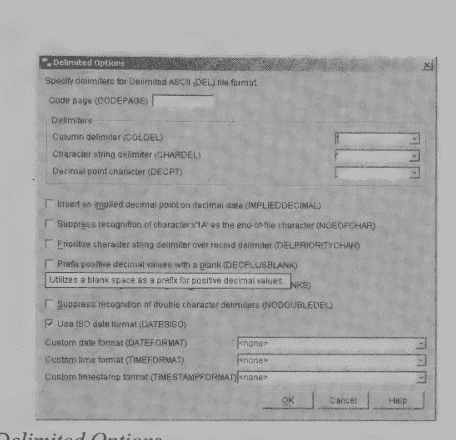 Delimited Options
Specify delimiters for Delimited ASCII (DEL) file format.
Code page (CODEPAGE)
Delimiters
Column delimiter (COLDEL)
Character string delimiter (CHARDEL)
Decimal point character (DECPT)
Insert an implied decimal point on decimal data (IMPLIEDDECIMAL)
Suppress recognition of character x'1A' as the end-of-file character (NOEOFCHAR)
Prioritize character string delimiter over record delimiter (DELPRIORITYCHAR)
Prefix positive decimal values with a blank (DECPLUSBLANK)
Utilizes a blank space as a prefix for positive decimal values. NKS)
Suppress recognition of double character delimiters (NODOUBLEDEL)
Use ISO date format (DATESISO)
Custom date format (DATEFORMAT) <none>
Custom time format (TIMEFORMAT) <none>
Custom timestamp format (TIMESTAMPFORMAT) <none>
OK Cancel Help
Delimited Options